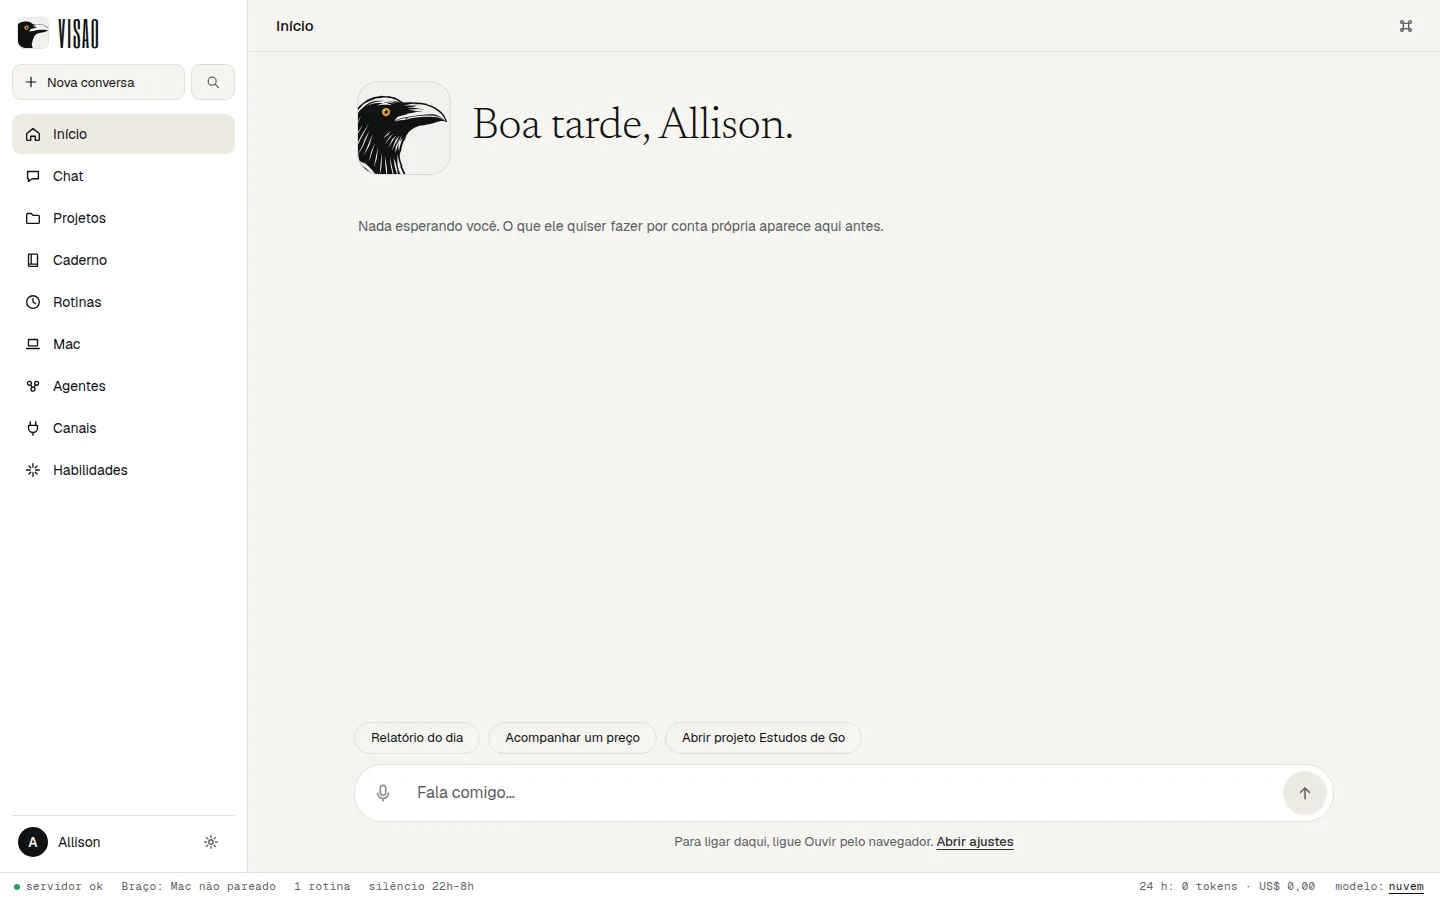 VISAO
Nova conversa
Início
Chat
Projetos
Caderno
Rotinas
Mac
Agentes
Canais
Habilidades
A Allison
Início
Boa tarde, Allison.
Nada esperando você. O que ele quiser fazer por conta própria aparece aqui antes.
Relatório do dia
Acompanhar um preço
Abrir projeto Estudos de Go
Fala comigo...
Para ligar daqui, ligue Ouvir pelo navegador. Abrir ajustes
servidor ok Braço: Mac não pareado 1 rotina silêncio 22h-8h 24 h: 0 tokens · US$ 0,00 modelo: nuvem